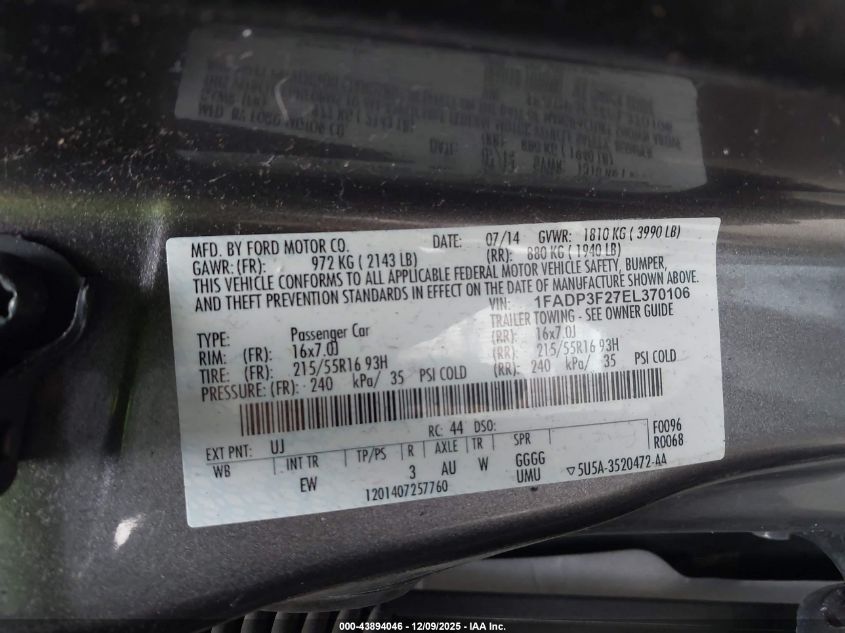 MFD. BY FORD MOTOR CO. DATE: 07/14 GVWR: 1810 KG ( 3990 LB)
GAWR: (FR): 972 KG ( 2143 LB) (RR): 880 KG ( 1940 LB)
THIS VEHICLE CONFORMS TO ALL APPLICABLE FEDERAL MOTOR VEHICLE SAFETY, BUMPER,
AND THEFT PREVENTION STANDARDS IN EFFECT ON THE DATE OF MANUFACTURE SHOWN ABOVE.
VIN: 1FADP3F27EL370106
TYPE: Passenger Car TRAILER TOWING - SEE OWNER GUIDE
RIM: (FR): 16x7.0J (RR): 16x7.0J
TIRE: (FR): 215/55R16 93H (RR): 215/55R16 93H
PRESSURE: (FR): 240 kPa/ 35 PSI COLD (RR): 240 kPa/ 35 PSI COLD
EXT PNT: UJ RC: 44 DSO: F0096
R0068
WB INT TR TP/PS R AXLE TR SPR
EW 3 AU W GGGG
UMU
▽5U5A-3520472-AA
1201407257760
000-43894046 - 12/09/2025 - IAA Inc.